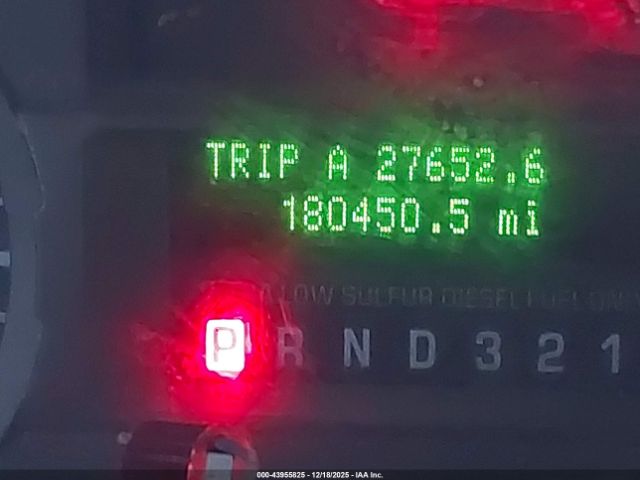 TRIP A 27652.6
180450.5 mi
LOW SULFUR DIESEL FUEL ONLY
P R N D 3 2 1
000-43955825 - 12/18/2025 - IAA Inc.